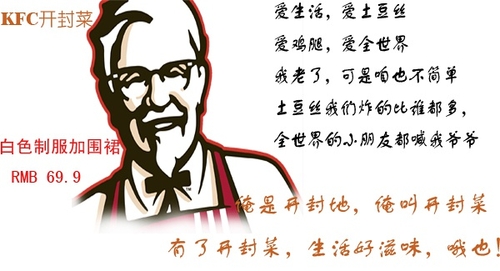 KFC开封菜
爱生活，爱土豆丝
爱鸡腿，爱全世界
我老了，可是咱也不简单
土豆丝我们炸的比谁都多，
全世界的小朋友都喊我爷爷
白色制服加围裙
RMB 69.9
俺是开封地，俺叫开封菜
有了开封菜，生活好滋味，哦也！